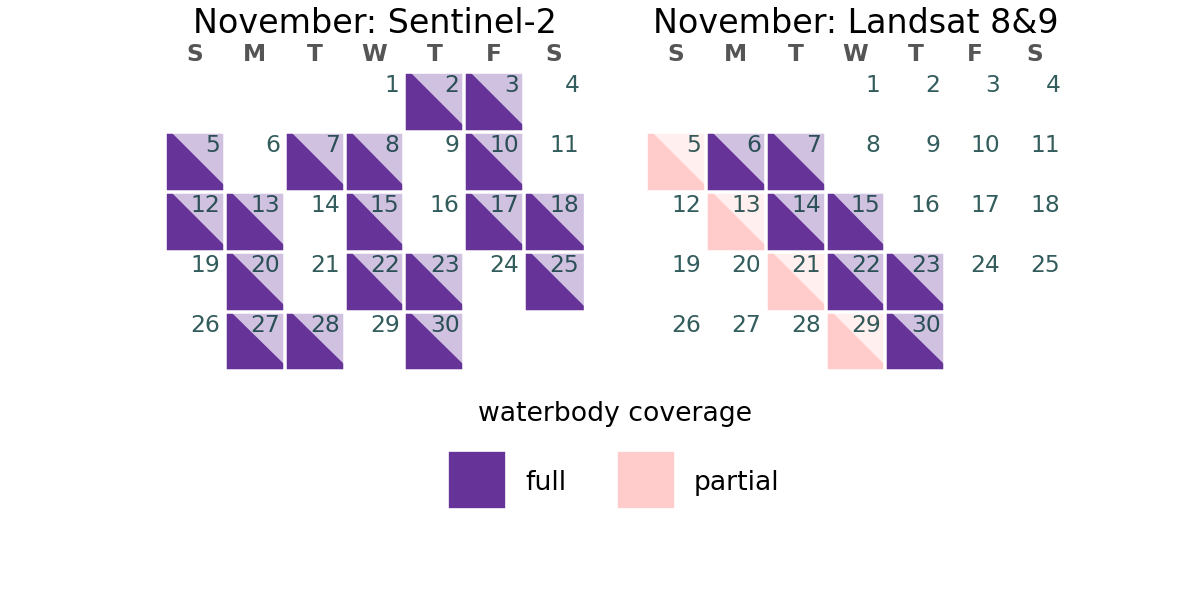 November: Sentinel-2
S M T W T F S
1 2 3 4
5 6 7 8 9 10 11
12 13 14 15 16 17 18
19 20 21 22 23 24 25
26 27 28 29 30
November: Landsat 8&9
S M T W T F S
1 2 3 4
5 6 7 8 9 10 11
12 13 14 15 16 17 18
19 20 21 22 23 24 25
26 27 28 29 30
waterbody coverage
full partial